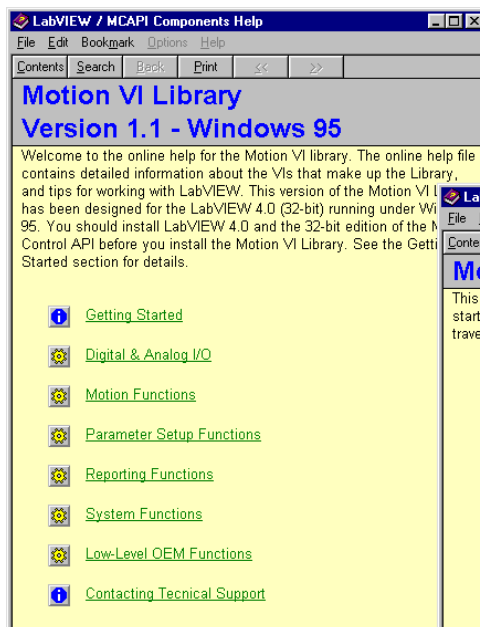 LabVIEW / MCAPI Components Help
File Edit Bookmark Options Help
Contents Search Back Print << >>
Motion VI Library
Version 1.1 - Windows 95
Welcome to the online help for the Motion VI library. The online help file
contains detailed information about the VIs that make up the Library,
and tips for working with LabVIEW. This version of the Motion VI
has been designed for the LabVIEW 4.0 (32-bit) running under
95. You should install LabVIEW 4.0 and the 32-bit edition of the
Control API before you install the Motion VI Library. See the Getti
Started section for details.
Getting Started
Digital & Analog I/O
Motion Functions
Parameter Setup Functions
Reporting Functions
System Functions
Low-Level OEM Functions
Contacting Tecnical Support
La
File
Conte
Mo
This
start
trave